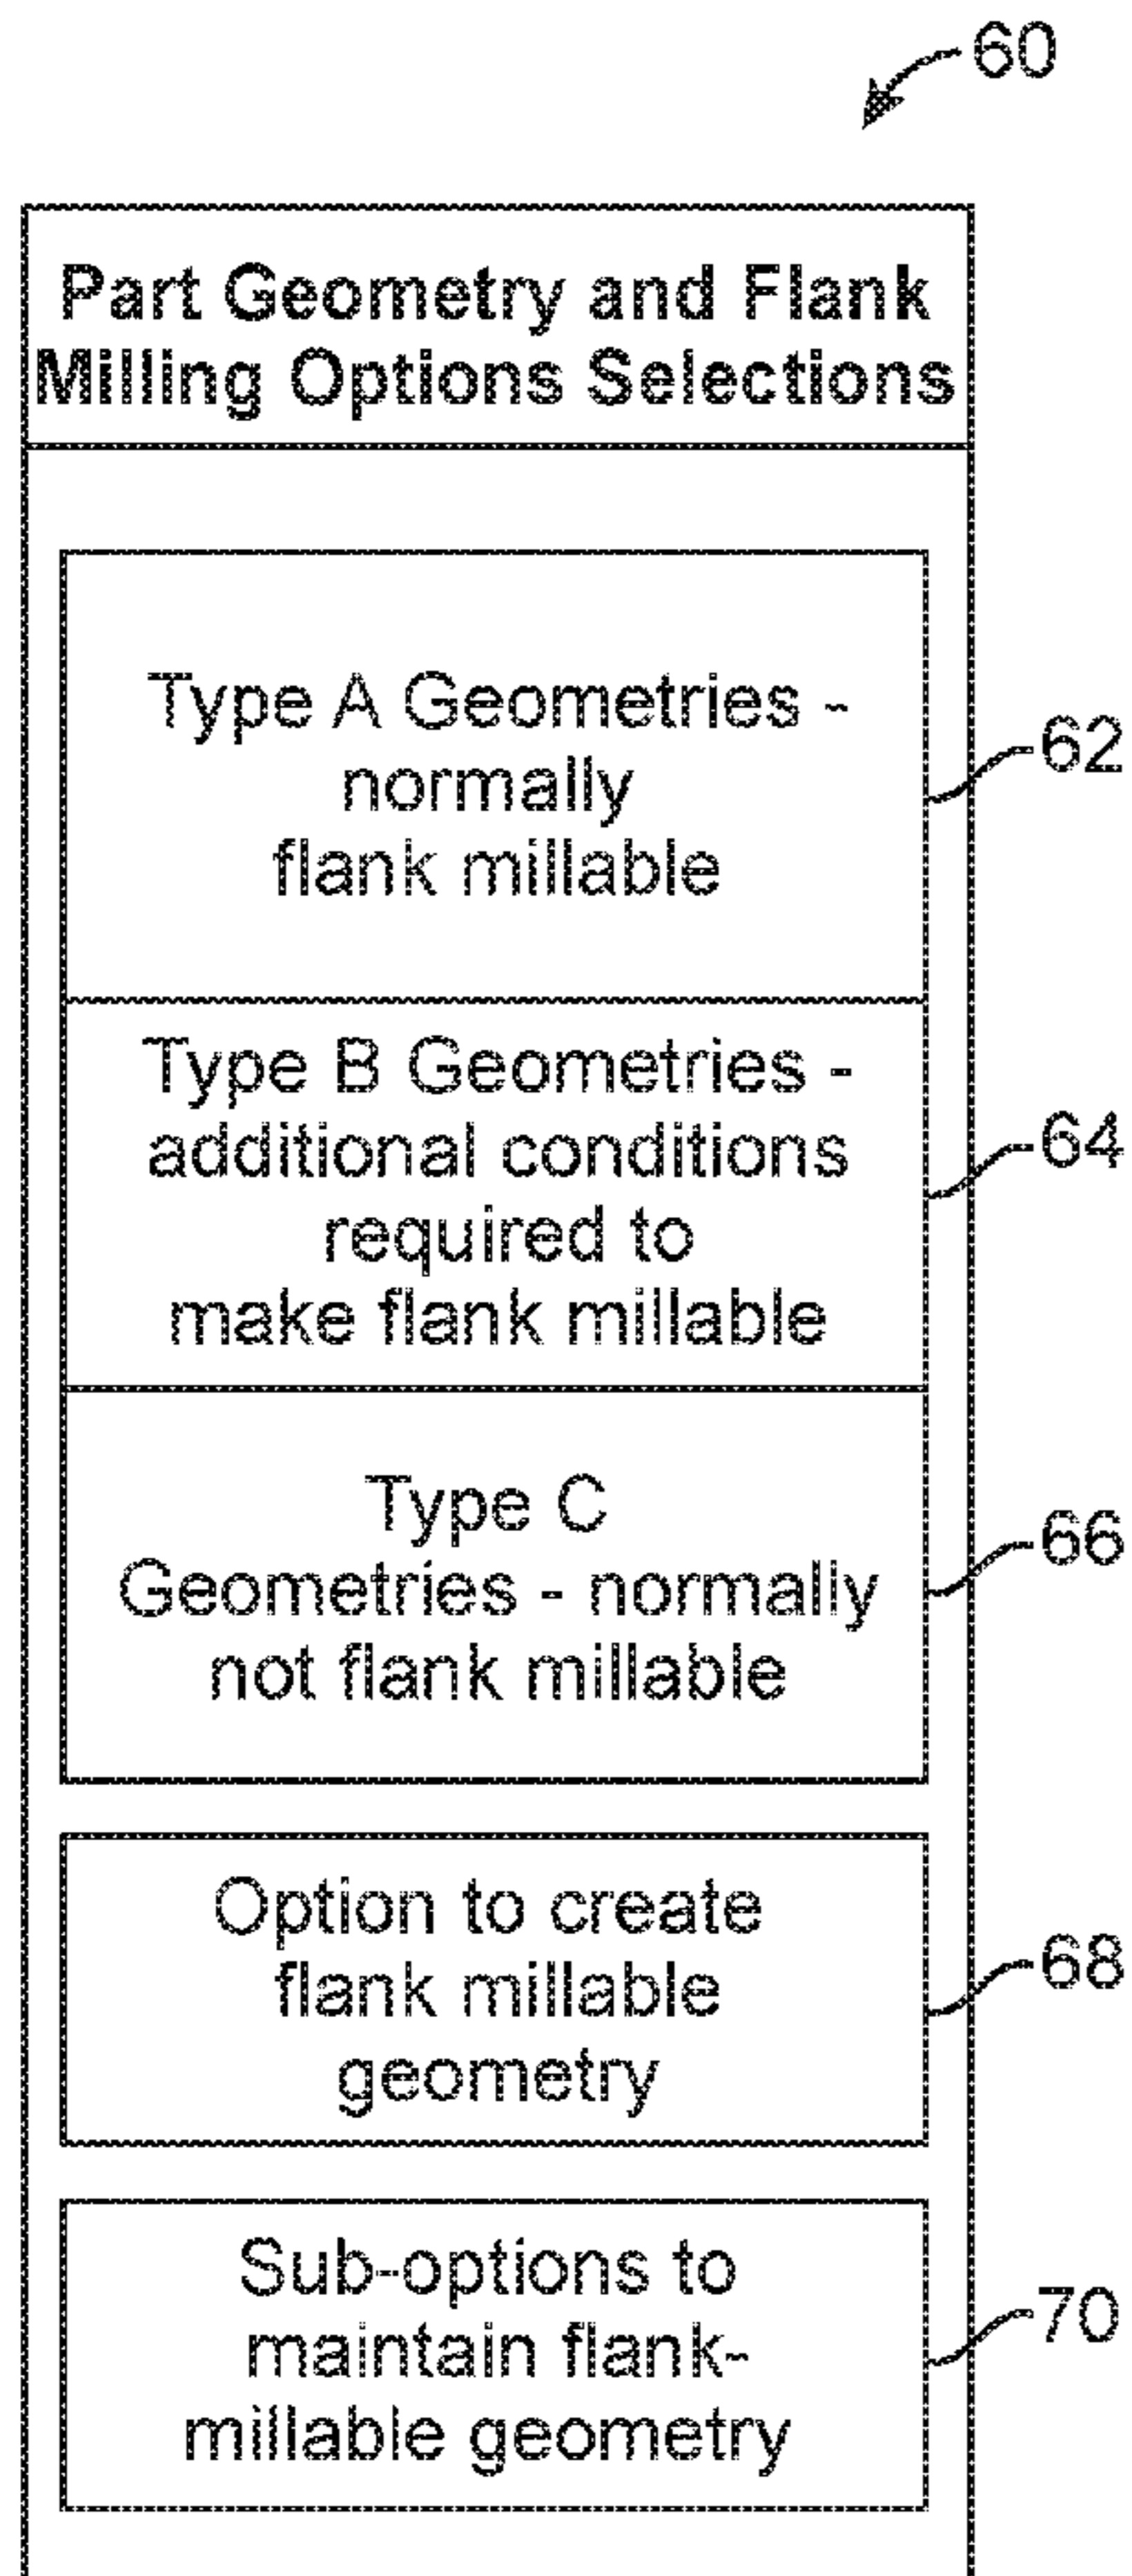 60
Part Geometry and Flank
Milling Options Selections
Type A Geometries -
normally
flank millable
62
Type B Geometries -
additional conditions
required to
make flank millable
64
Type C
Geometries - normally
not flank millable
66
Option to create
flank millable
geometry
68
Sub-options to
maintain flank-
millable geometry
70